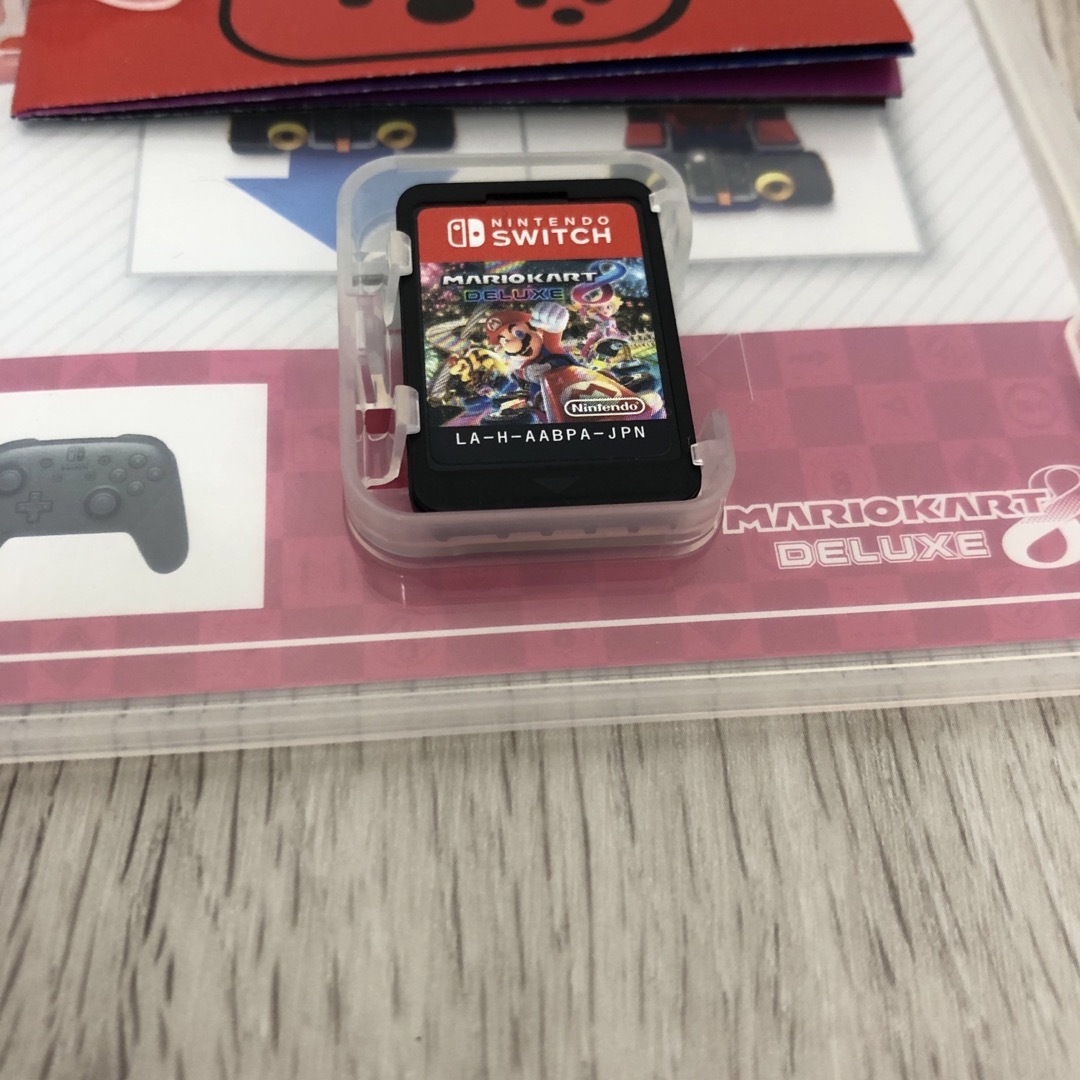 NINTENDO
SWITCH
MARIOKART 8
DELUXE
Nintendo
LA-H-AABPA-JPN
MARIOKART 8
DELUXE